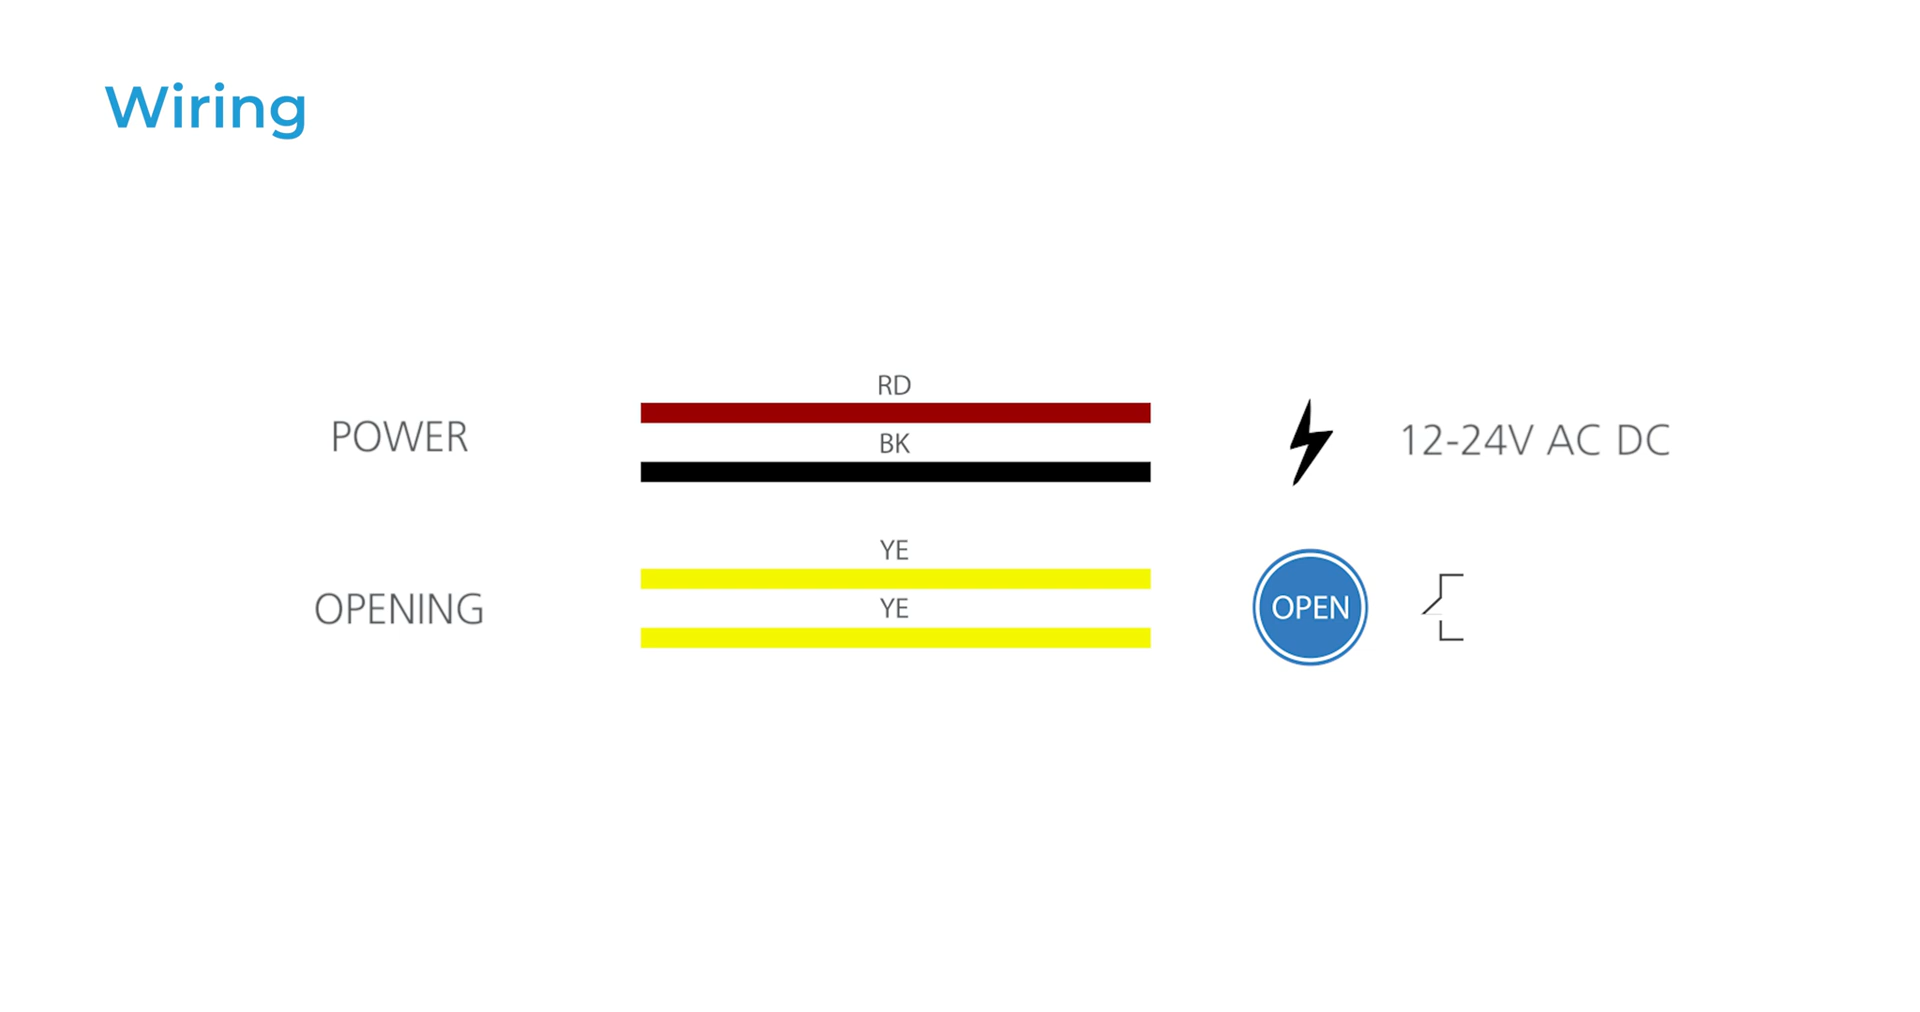 Wiring
RD
POWER
BK
12-24V AC DC
YE
OPENING
YE
OPEN